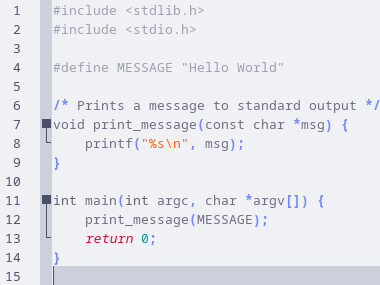 1 #include <stdlib.h>
2 #include <stdio.h>
3
4 #define MESSAGE "Hello World"
5
6 /* Prints a message to standard output */
7 void print_message(const char *msg) {
8     printf("%s\n", msg);
9 }
10
11 int main(int argc, char *argv[]) {
12     print_message(MESSAGE);
13     return 0;
14 }
15